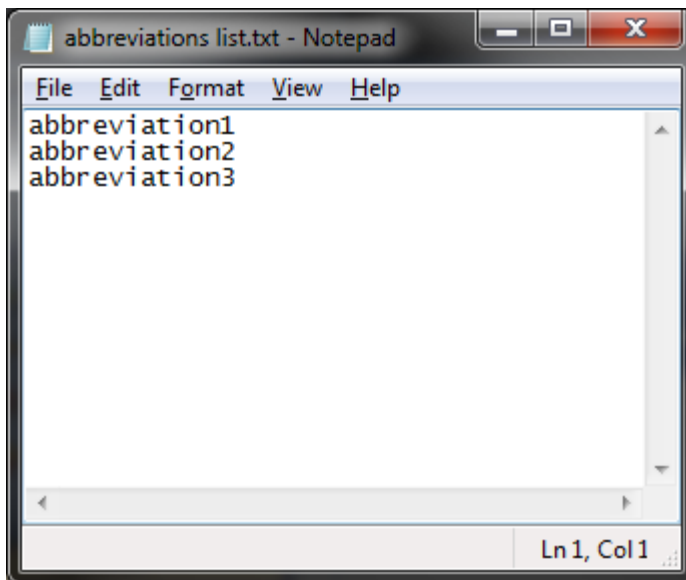 abbreviations list.txt - Notepad
File Edit Format View Help
abbreviation1
abbreviation2
abbreviation3
Ln 1, Col 1